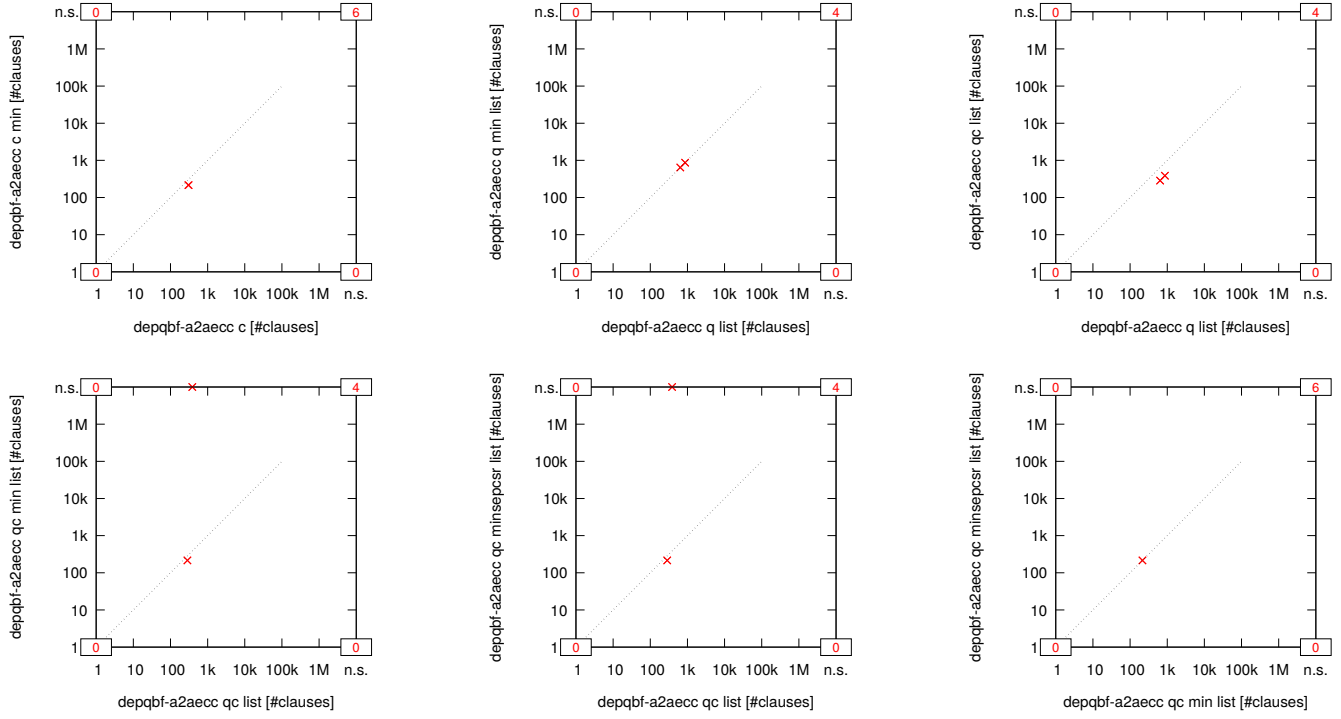 depqbf-a2aecc c min [#clauses]
n.s. 0 6
1M
100k
10k
1k
100
10
1 0 0
1 10 100 1k 10k 100k 1M n.s.
depqbf-a2aecc c [#clauses]
depqbf-a2aecc q min list [#clauses]
n.s. 0 4
1M
100k
10k
1k
100
10
1 0 0
1 10 100 1k 10k 100k 1M n.s.
depqbf-a2aecc q list [#clauses]
depqbf-a2aecc qc list [#clauses]
n.s. 0 4
1M
100k
10k
1k
100
10
1 0 0
1 10 100 1k 10k 100k 1M n.s.
depqbf-a2aecc q list [#clauses]
depqbf-a2aecc qc min list [#clauses]
n.s. 0 4
1M
100k
10k
1k
100
10
1 0 0
1 10 100 1k 10k 100k 1M n.s.
depqbf-a2aecc qc list [#clauses]
depqbf-a2aecc qc minsepcsr list [#clauses]
n.s. 0 4
1M
100k
10k
1k
100
10
1 0 0
1 10 100 1k 10k 100k 1M n.s.
depqbf-a2aecc qc list [#clauses]
depqbf-a2aecc qc minsepcsr list [#clauses]
n.s. 0 6
1M
100k
10k
1k
100
10
1 0 0
1 10 100 1k 10k 100k 1M n.s.
depqbf-a2aecc qc min list [#clauses]